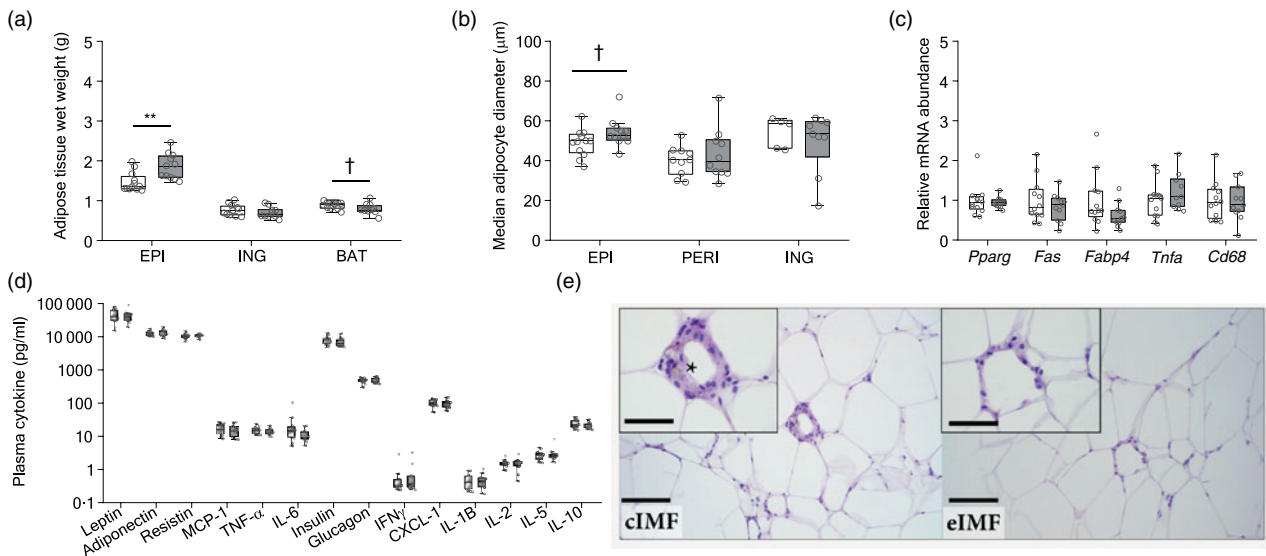 (a)
Adipose tissue wet weight (g)
5
4
3
2
1
0
**
†
EPI ING BAT
(b)
Median adipocyte diameter (μm)
100
80
60
40
20
0
†
EPI PERI ING
(c)
Relative mRNA abundance
5
4
3
2
1
0
Pparg Fas Fabp4 Tnfa Cd68
(d)
Plasma cytokine (pg/ml)
100 000
10 000
1000
100
10
1
0·1
Leptin
Adiponectin
Resistin
MCP-1
TNF-α
IL-6
Insulin
Glucagon
IFNγ
CXCL-1
IL-1B
IL-2
IL-5
IL-10
(e)
*
cIMF
eIMF